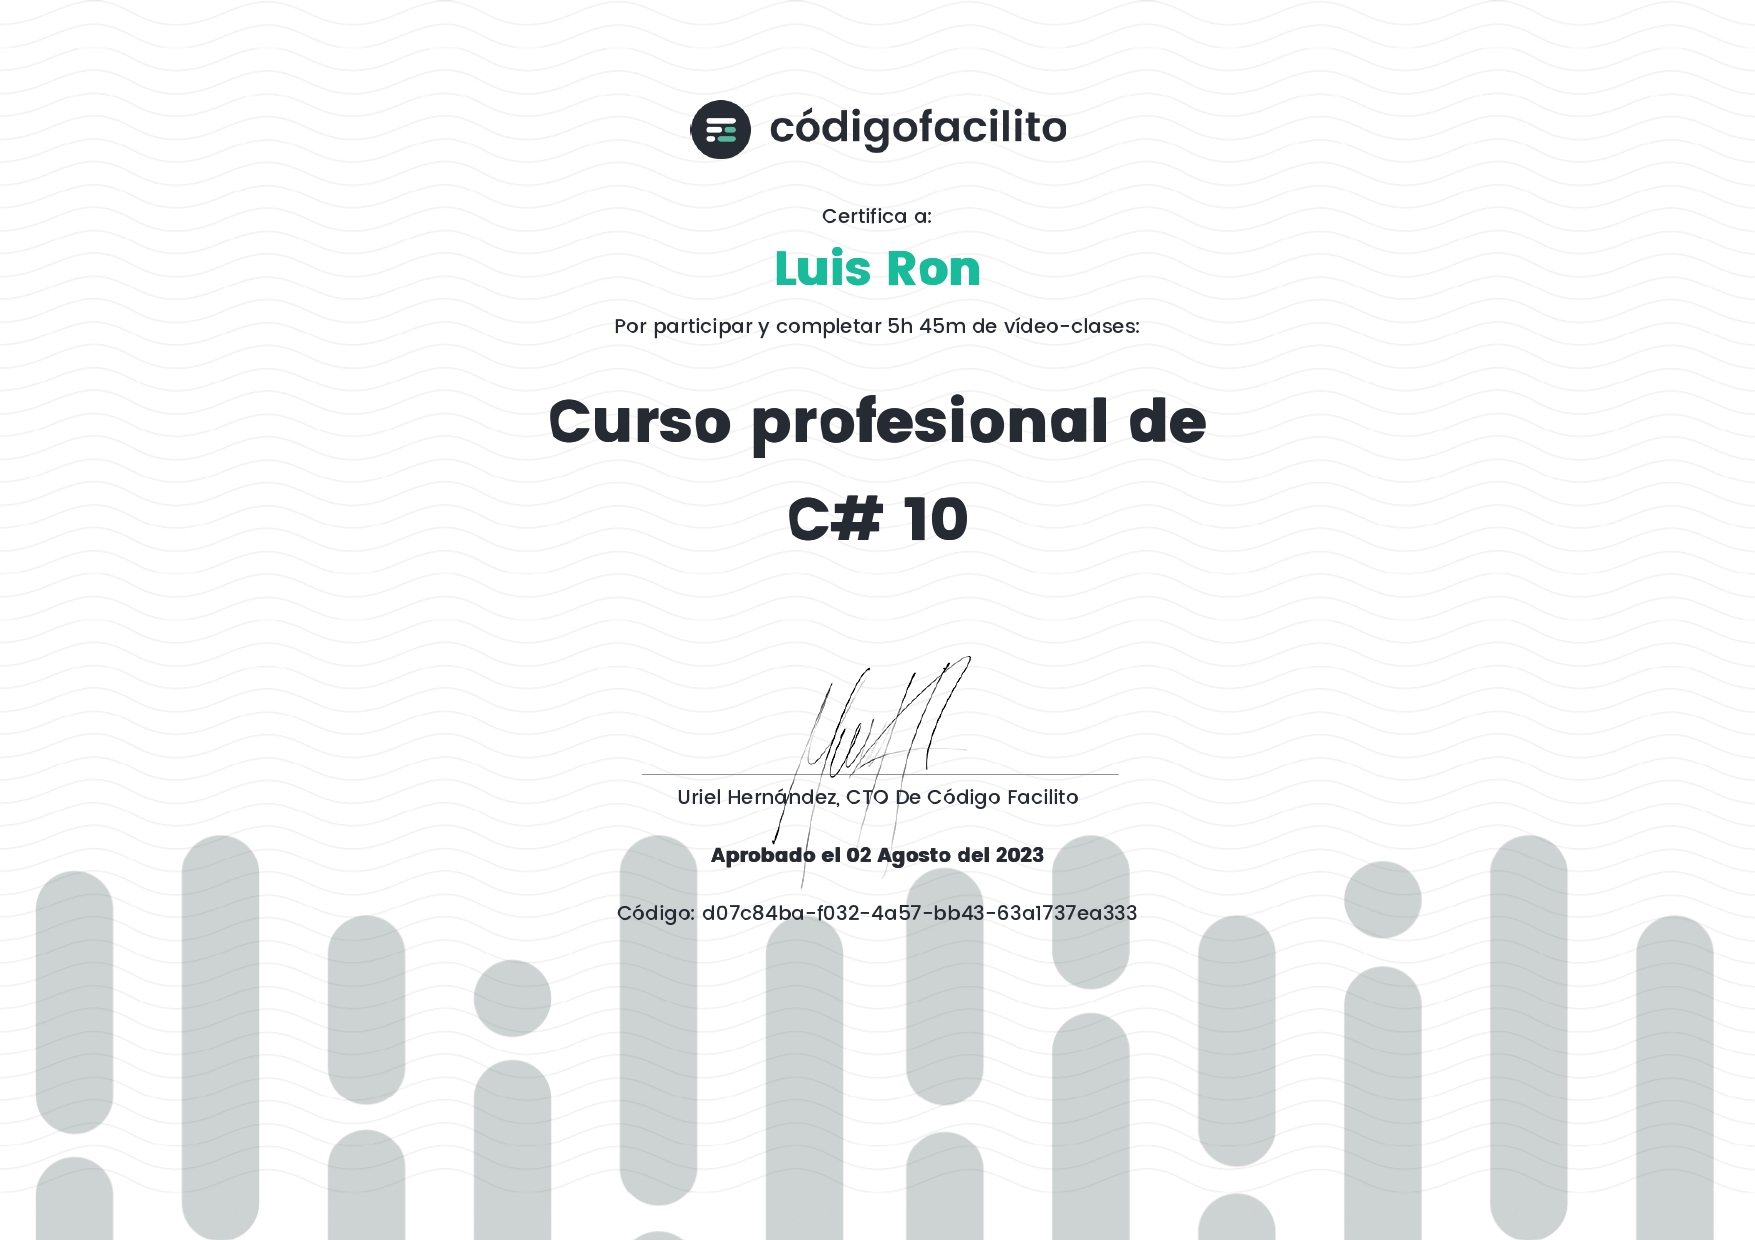 códigofacilito
Certifica a:
Luis Ron
Por participar y completar 5h 45m de vídeo-clases:
Curso profesional de
C# 10
Uriel Hernández, CTO De Código Facilito
Aprobado el 02 Agosto del 2023
Código: d07c84ba-f032-4a57-bb43-63a1737ea333